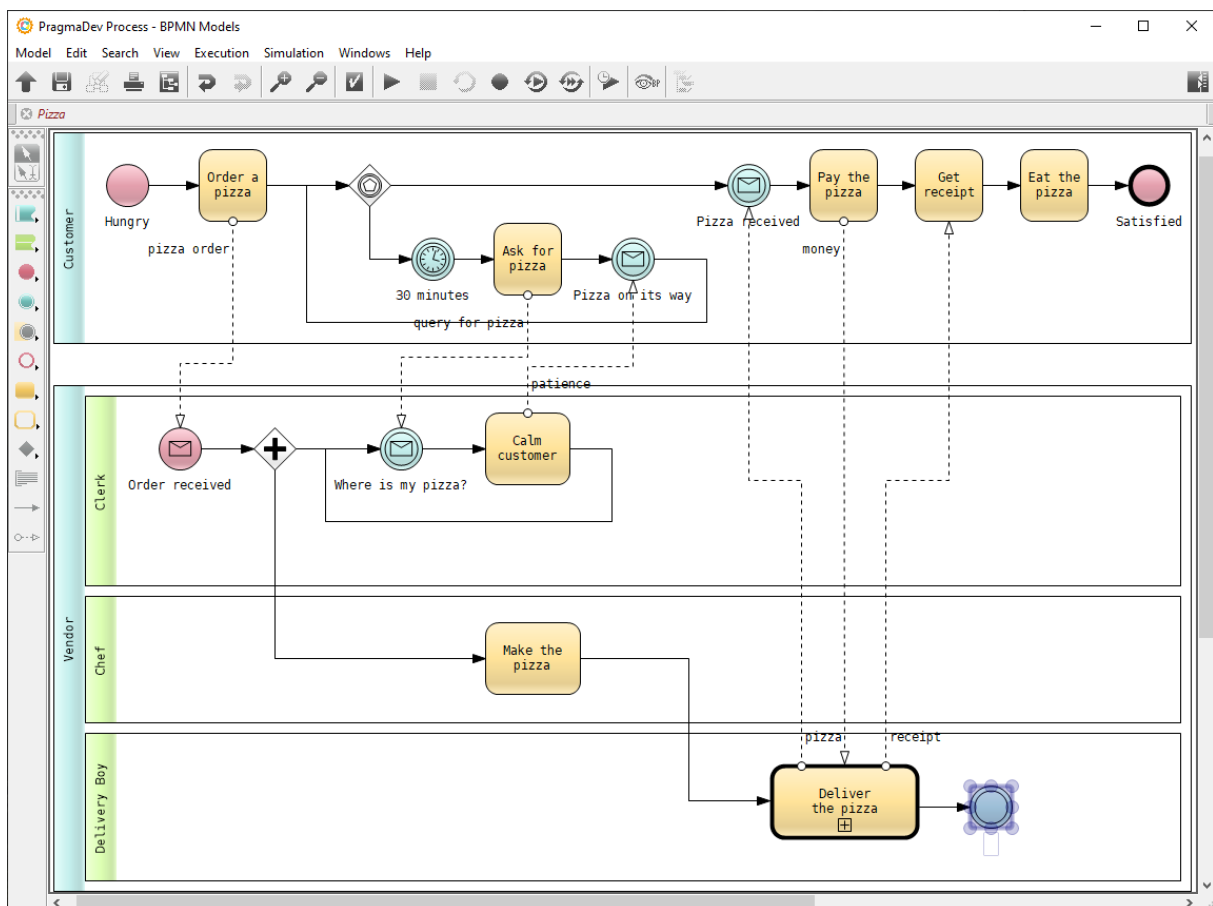 PragmaDev Process - BPMN Models
Model Edit Search View Execution Simulation Windows Help
BP
Pizza
Customer
Hungry
Order a
pizza
pizza order
30 minutes
Ask for
pizza
query for pizza
Pizza on its way
Pizza received
Pay the
pizza
money
Get
receipt
Eat the
pizza
Satisfied
Vendor
Clerk
Order received
Where is my pizza?
patience
Calm
customer
Chef
Make the
pizza
Delivery Boy
pizza
receipt
Deliver
the pizza